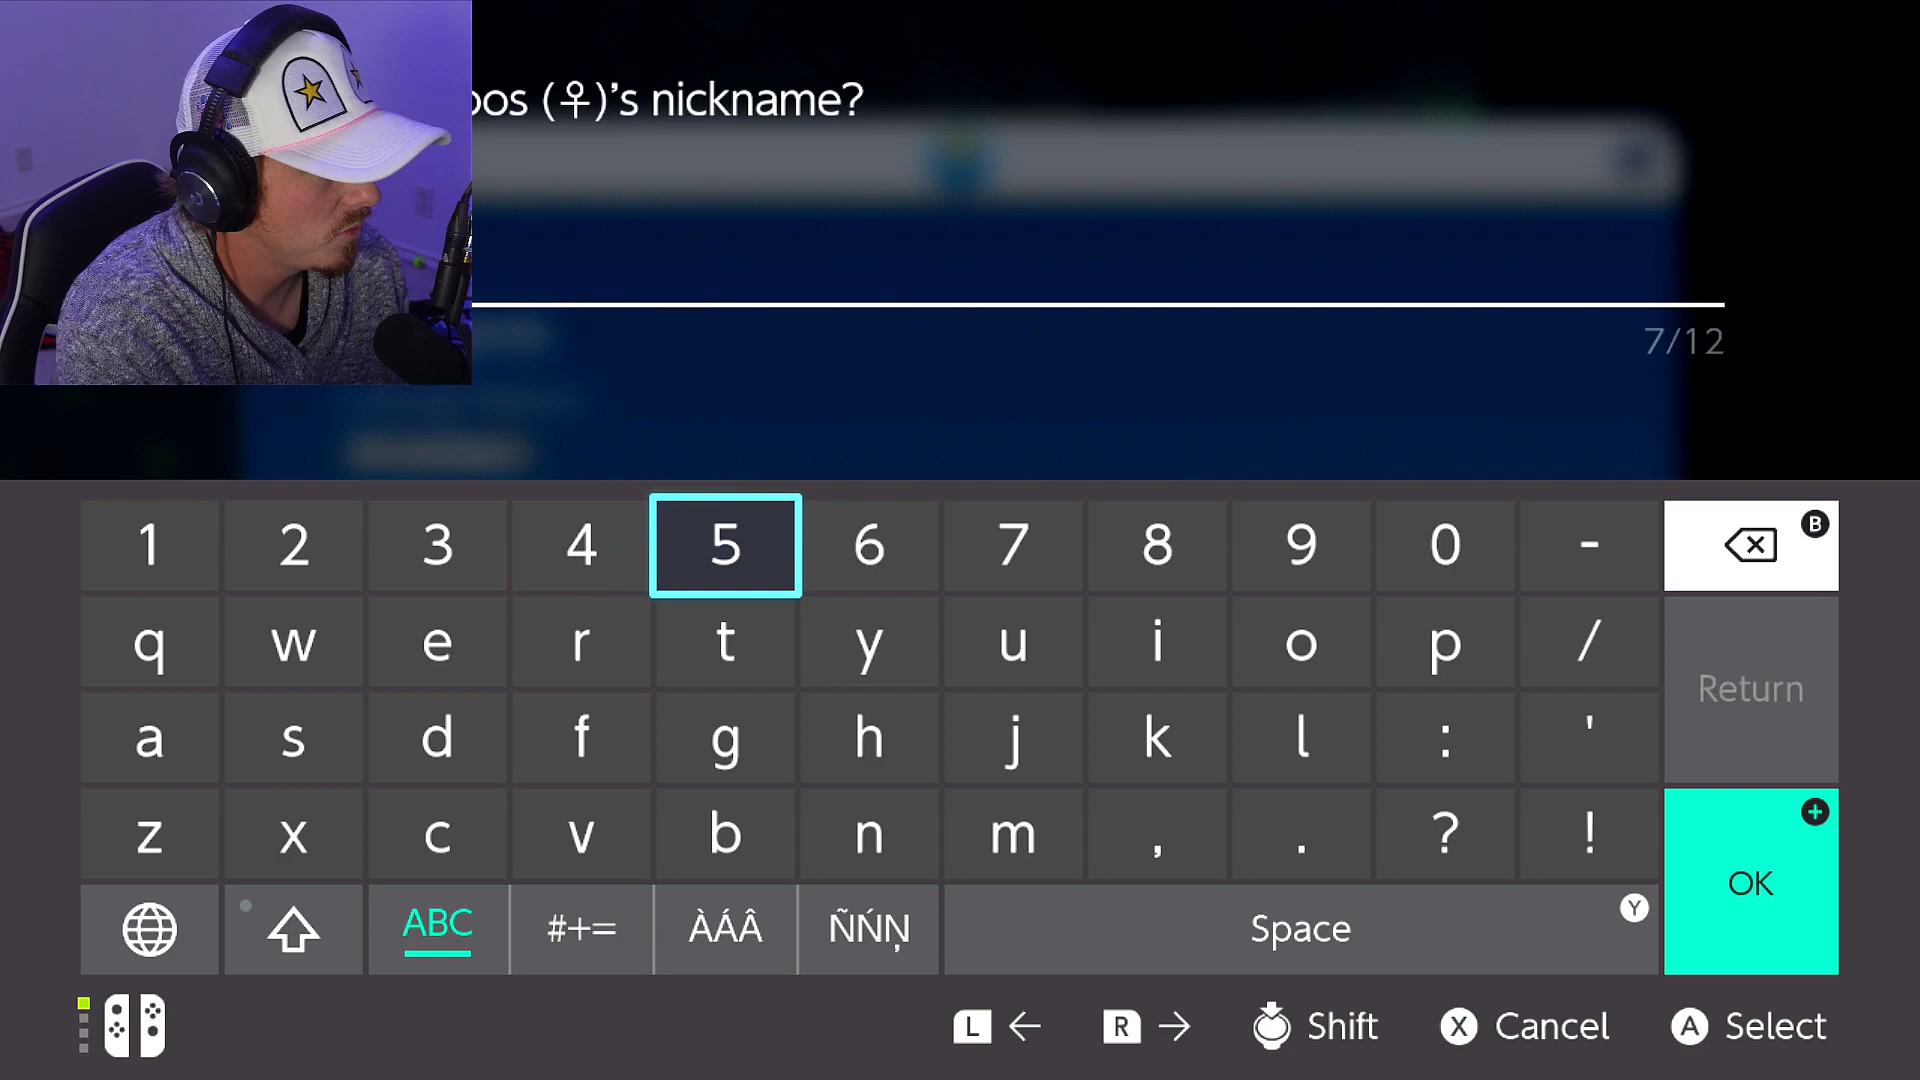 oos (♀)'s nickname?
7/12
1 2 3 4 5 6 7 8 9 0 - B
q w e r t y u i o p /
Return
a s d f g h j k l : '
z x c v b n m , . ? !
+
OK
ABC #+= ÀÁÂ ÑŃŅ Space Y
L ← R → Shift X Cancel A Select